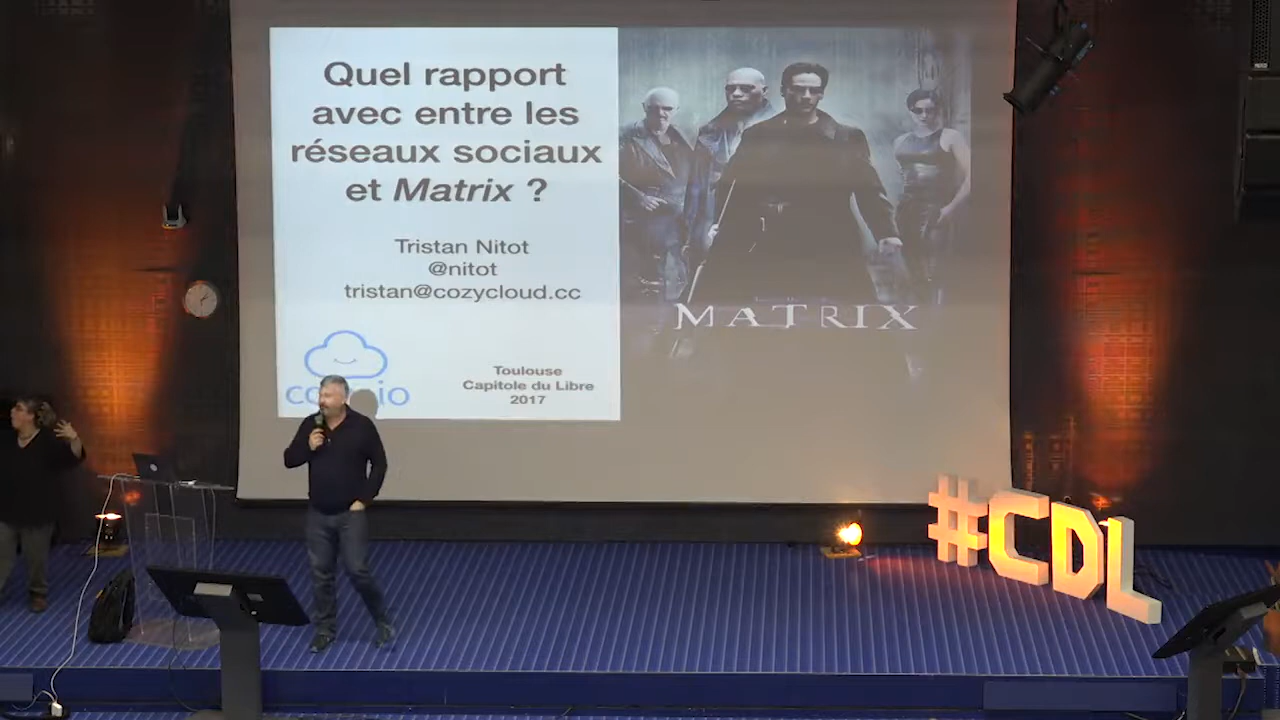 Quel rapport
avec entre les
réseaux sociaux
et Matrix ?
Tristan Nitot
@nitot
tristan@cozycloud.cc
Toulouse
Capitole du Libre
2017
MATRIX
#CDL